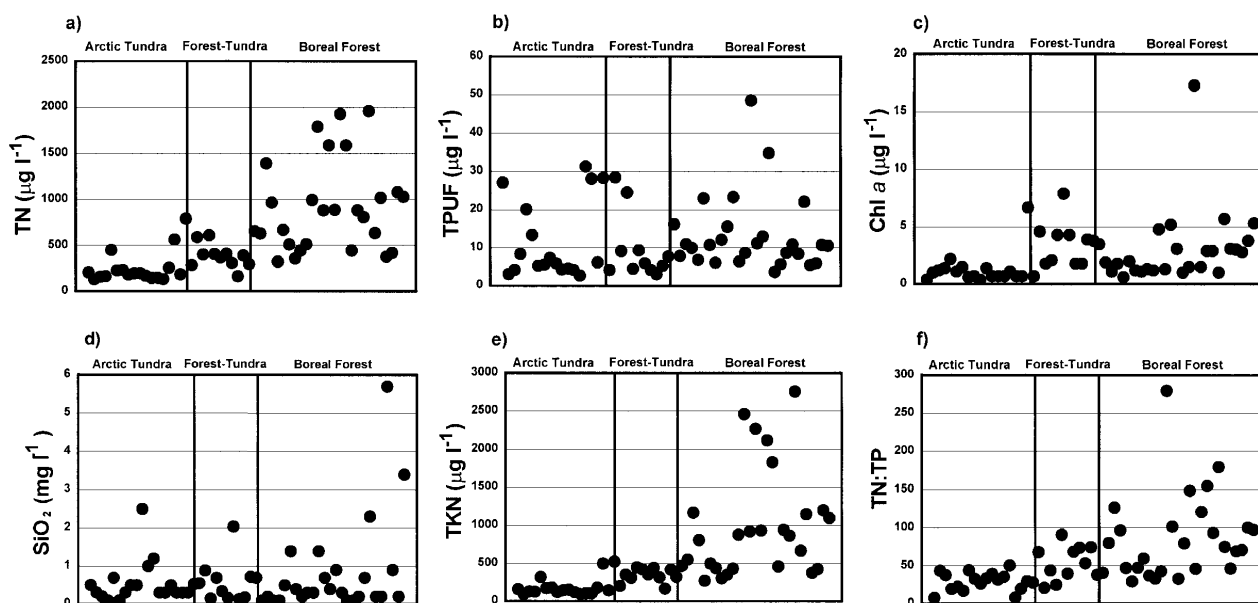 a)
Arctic Tundra Forest-Tundra Boreal Forest
2500
2000
1500
1000
500
0
TN (µg l-1)
b)
Arctic Tundra Forest-Tundra Boreal Forest
60
50
40
30
20
10
0
TPUF (µg l-1)
c)
Arctic Tundra Forest-Tundra Boreal Forest
20
15
10
5
0
Chl a (µg l-1)
d)
Arctic Tundra Forest-Tundra Boreal Forest
6
5
4
3
2
1
0
SiO2 (mg l-1)
e)
Arctic Tundra Forest-Tundra Boreal Forest
3000
2500
2000
1500
1000
500
0
TKN (µg l-1)
f)
Arctic Tundra Forest-Tundra Boreal Forest
300
250
200
150
100
50
0
TN:TP